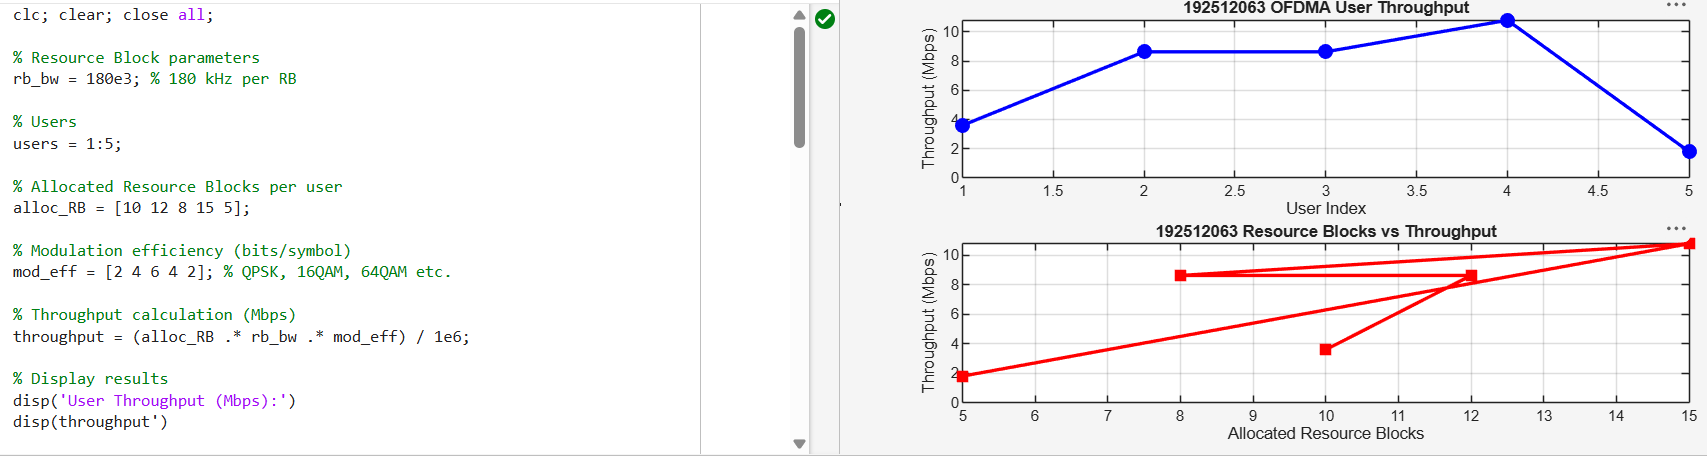 clc; clear; close all;
% Resource Block parameters
rb_bw = 180e3; % 180 kHz per RB
% Users
users = 1:5;
% Allocated Resource Blocks per user
alloc_RB = [10 12 8 15 5];
% Modulation efficiency (bits/symbol)
mod_eff = [2 4 6 4 2]; % QPSK, 16QAM, 64QAM etc.
% Throughput calculation (Mbps)
throughput = (alloc_RB .* rb_bw .* mod_eff) / 1e6;
% Display results
disp('User Throughput (Mbps):')
disp(throughput')
192512063 OFDMA User Throughput
Throughput (Mbps)
10
8
6
4
2
0
1 1.5 2 2.5 3 3.5 4 4.5 5
User Index
192512063 Resource Blocks vs Throughput
Throughput (Mbps)
10
8
6
4
2
0
5 6 7 8 9 10 11 12 13 14 15
Allocated Resource Blocks